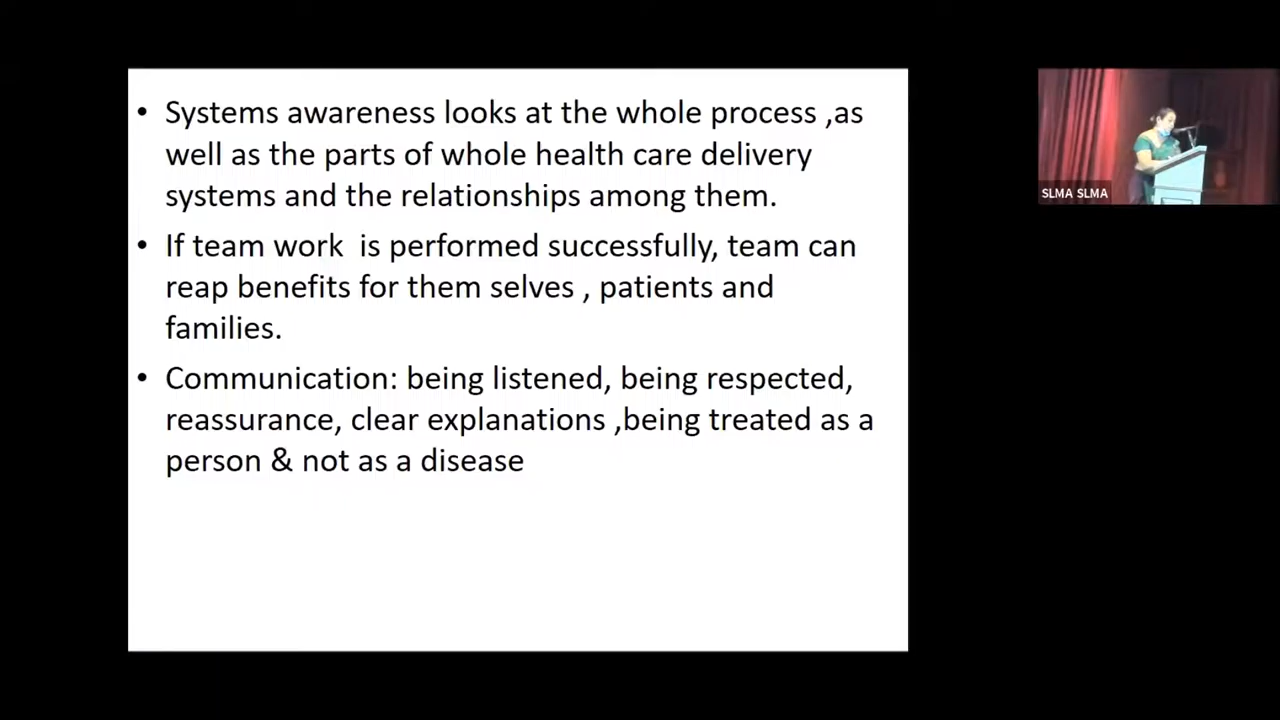 • Systems awareness looks at the whole process ,as
well as the parts of whole health care delivery
systems and the relationships among them.
• If team work  is performed successfully, team can
reap benefits for them selves , patients and
families.
• Communication: being listened, being respected,
reassurance, clear explanations ,being treated as a
person & not as a disease
SLMA SLMA